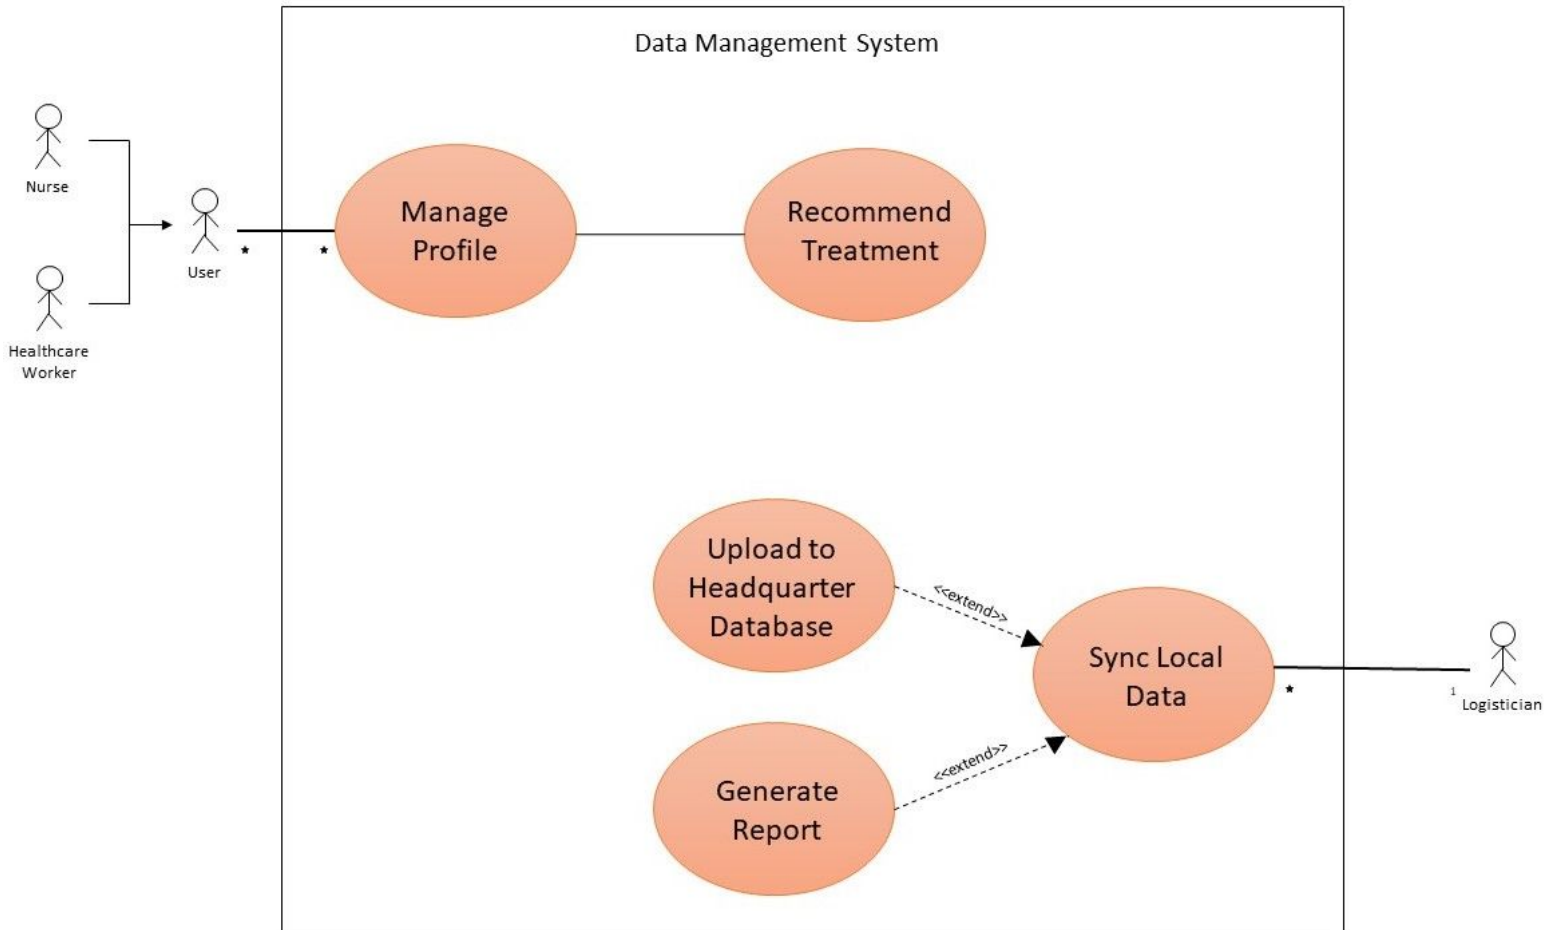 Data Management System
Nurse
User
*
*
Manage
Profile
Recommend
Treatment
Healthcare
Worker
Upload to
Headquarter
Database
<<extend>>
Sync Local
Data
*
1
Logistician
<<extend>>
Generate
Report